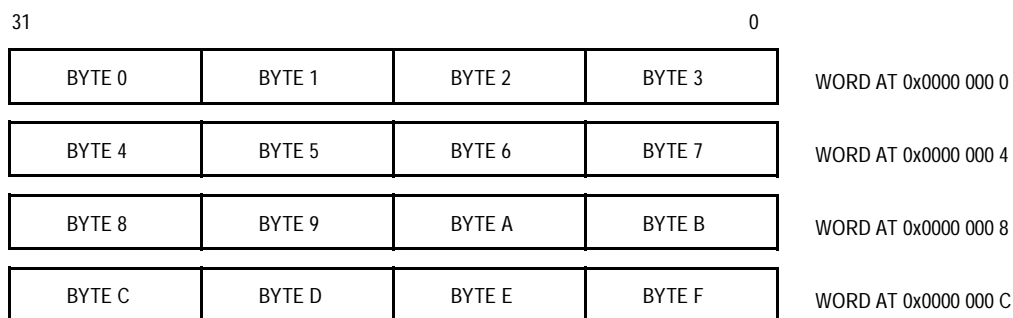 31 0
BYTE 0 BYTE 1 BYTE 2 BYTE 3 WORD AT 0x0000 000 0
BYTE 4 BYTE 5 BYTE 6 BYTE 7 WORD AT 0x0000 000 4
BYTE 8 BYTE 9 BYTE A BYTE B WORD AT 0x0000 000 8
BYTE C BYTE D BYTE E BYTE F WORD AT 0x0000 000 C